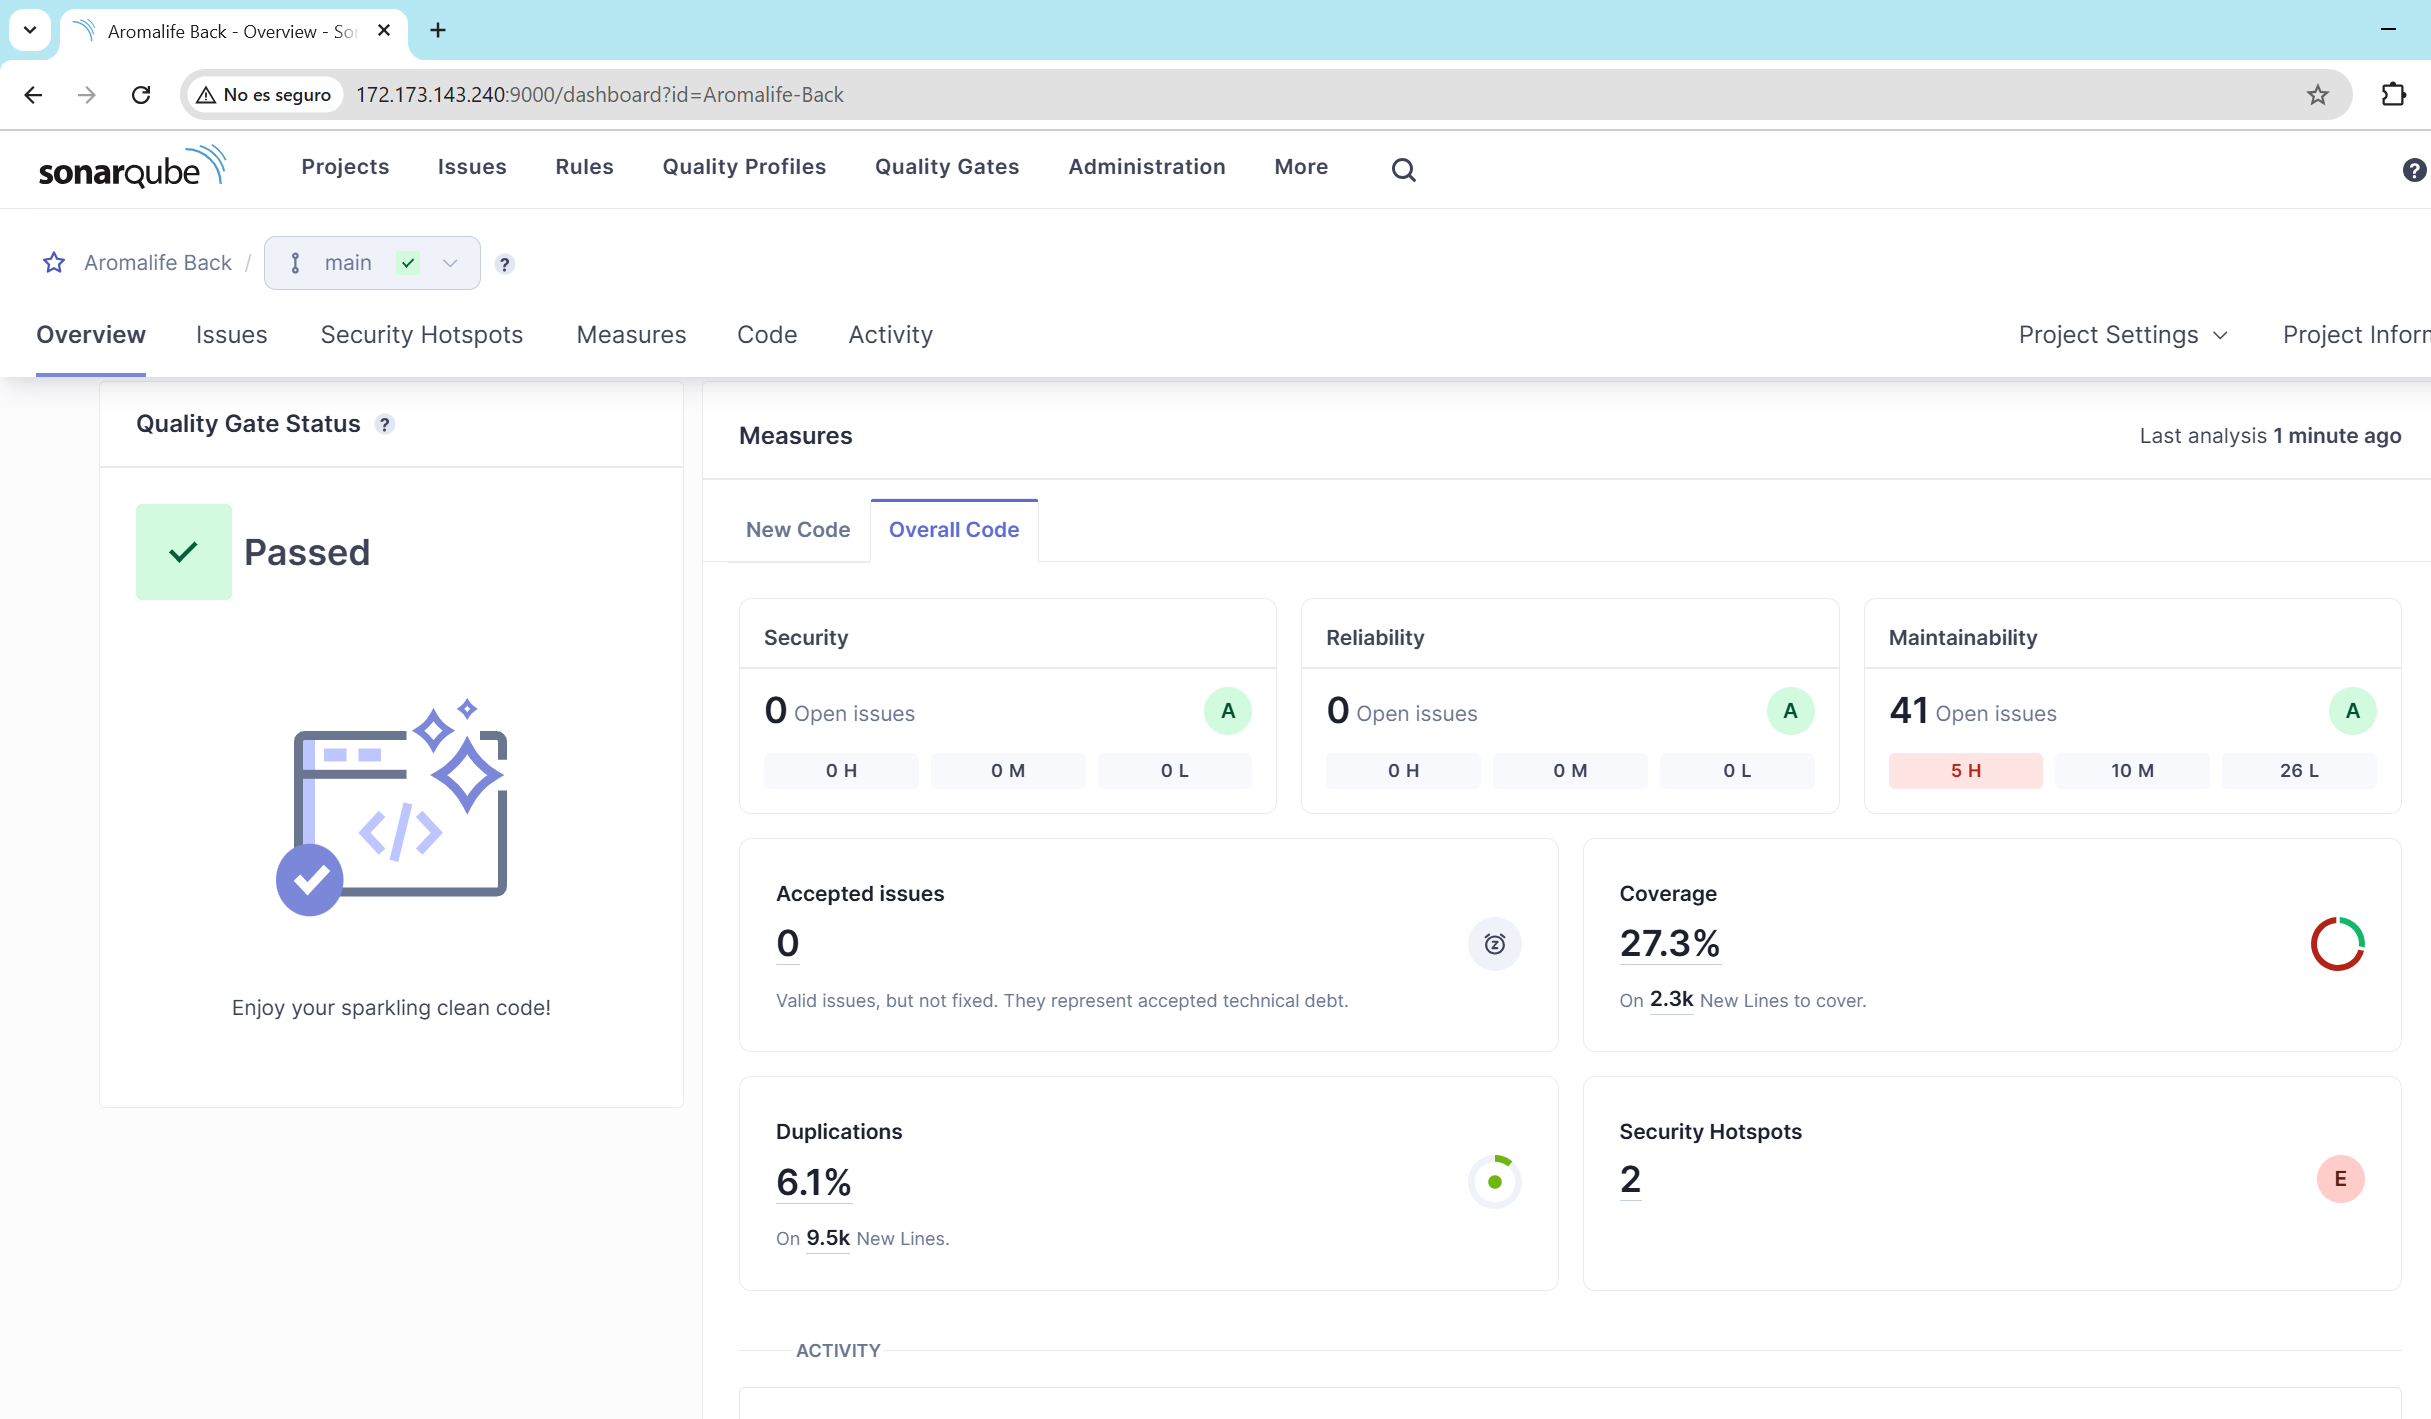 Aromalife Back - Overview - So
No es seguro 172.173.143.240:9000/dashboard?id=Aromalife-Back
sonarqube Projects Issues Rules Quality Profiles Quality Gates Administration More ?
Aromalife Back / main ?
Overview Issues Security Hotspots Measures Code Activity Project Settings Project Inform
Quality Gate Status ?
Passed
</>
Enjoy your sparkling clean code!
Measures Last analysis 1 minute ago
New Code Overall Code
Security
0 Open issues A
0 H 0 M 0 L
Reliability
0 Open issues A
0 H 0 M 0 L
Maintainability
41 Open issues A
5 H 10 M 26 L
Accepted issues
0
Valid issues, but not fixed. They represent accepted technical debt.
Coverage
27.3%
On 2.3k New Lines to cover.
Duplications
6.1%
On 9.5k New Lines.
Security Hotspots
2 E
ACTIVITY